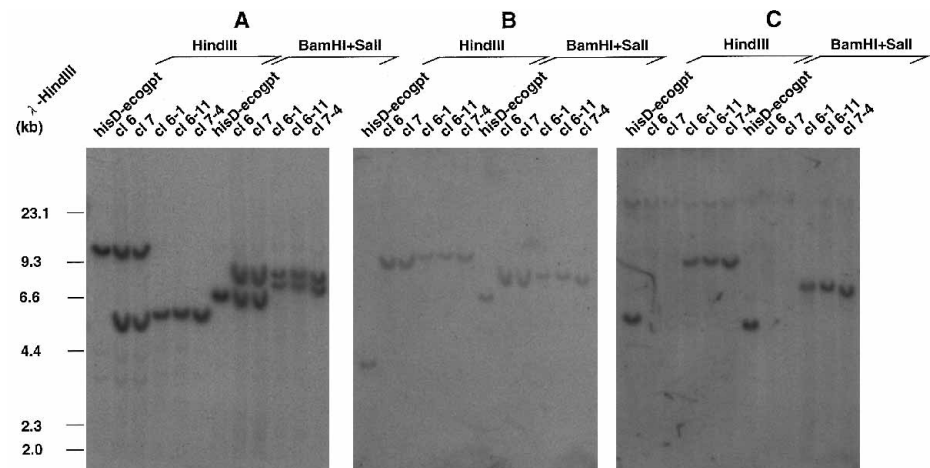 A B C
HindIII BamHI+SalI HindIII BamHI+SalI HindIII BamHI+SalI
λ-HindIII
(kb)
hisD-ecogpt cl 6 cl 7 cl 6-1 cl 6-11 cl 7-4 hisD-ecogpt cl 6 cl 7 cl 6-1 cl 6-11 cl 7-4
hisD-ecogpt cl 6 cl 7 cl 6-1 cl 6-11 cl 7-4 hisD-ecogpt cl 6 cl 7 cl 6-1 cl 6-11 cl 7-4
hisD-ecogpt cl 6 cl 7 cl 6-1 cl 6-11 cl 7-4 hisD-ecogpt cl 6 cl 7 cl 6-1 cl 6-11 cl 7-4
23.1
9.3
6.6
4.4
2.3
2.0